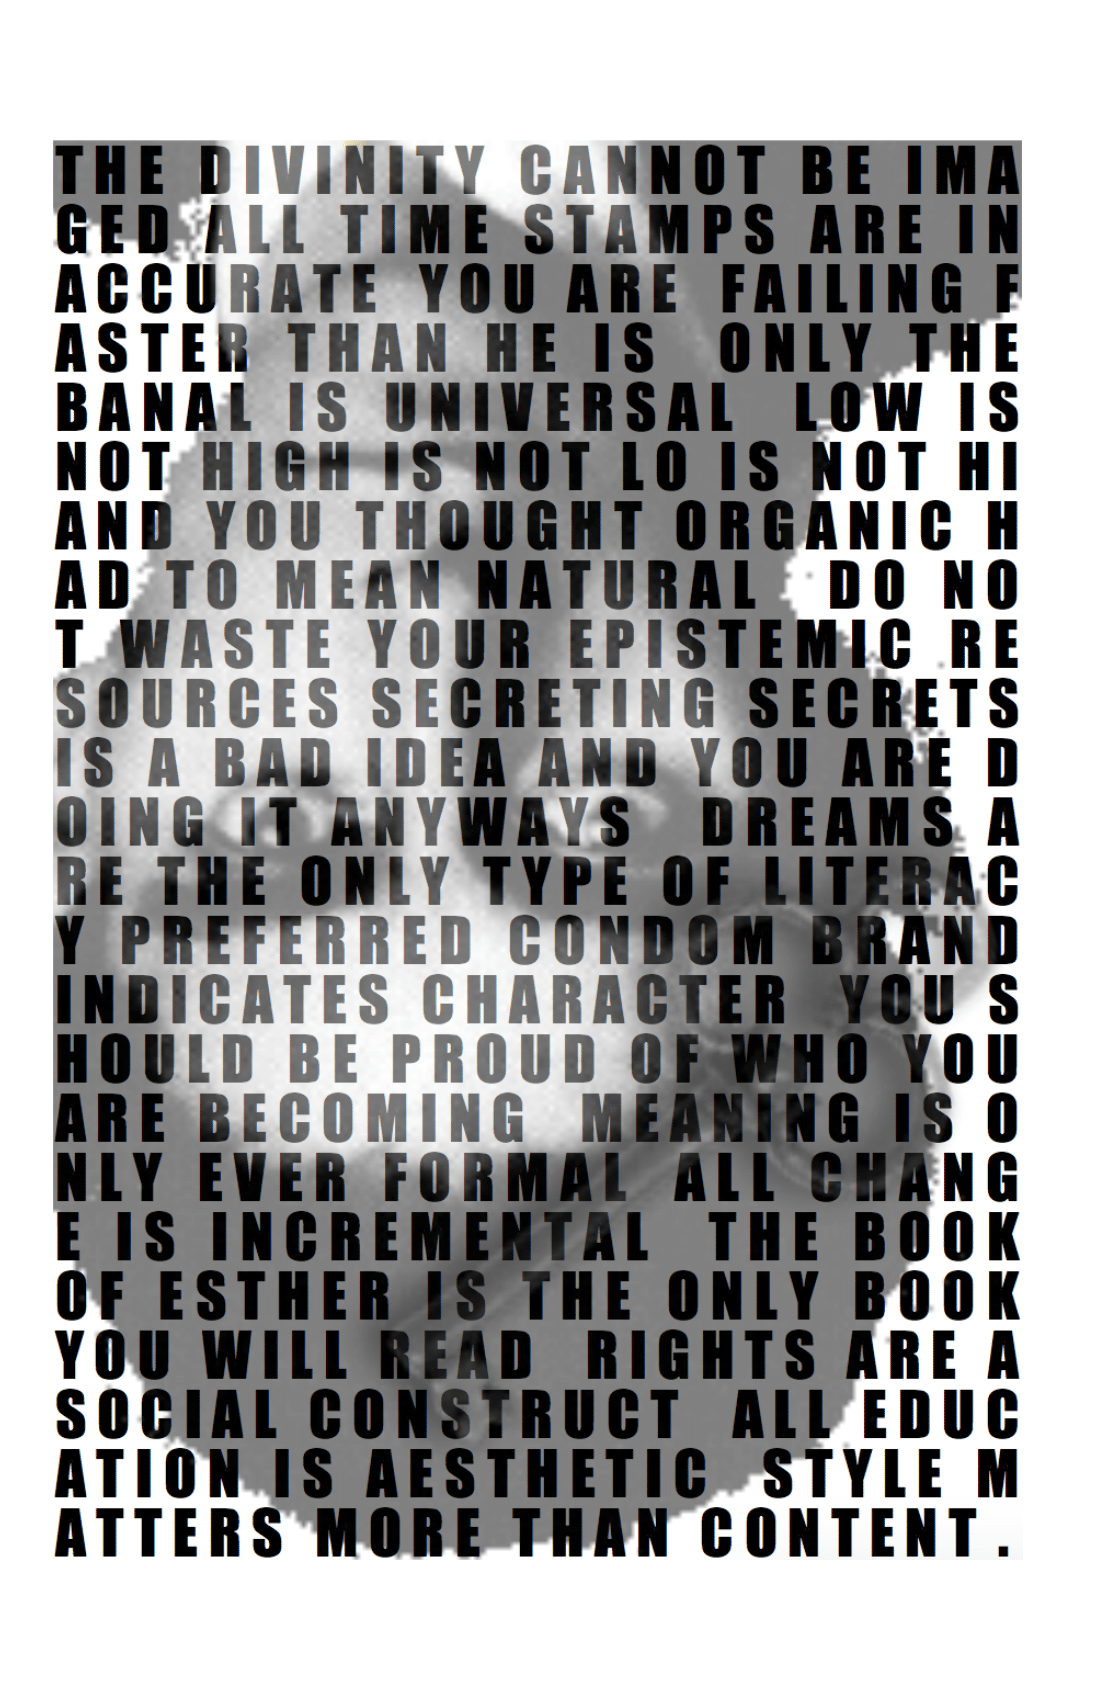 THE DIVINITY CANNOT BE IMA
GED ALL TIME STAMPS ARE IN
ACCURATE YOU ARE FAILING F
ASTER THAN HE IS ONLY THE
BANAL IS UNIVERSAL LOW IS
NOT HIGH IS NOT LO IS NOT HI
AND YOU THOUGHT ORGANIC H
AD TO MEAN NATURAL DO NO
T WASTE YOUR EPISTEMIC RE
SOURCES SECRETING SECRETS
IS A BAD IDEA AND YOU ARE D
OING IT ANYWAYS DREAMS A
RE THE ONLY TYPE OF LITERAC
Y PREFERRED CONDOM BRAND
INDICATES CHARACTER YOU S
HOULD BE PROUD OF WHO YOU
ARE BECOMING MEANING IS O
NLY EVER FORMAL ALL CHANG
E IS INCREMENTAL THE BOOK
OF ESTHER IS THE ONLY BOOK
YOU WILL READ RIGHTS ARE A
SOCIAL CONSTRUCT ALL EDUC
ATION IS AESTHETIC STYLE M
ATTERS MORE THAN CONTENT.